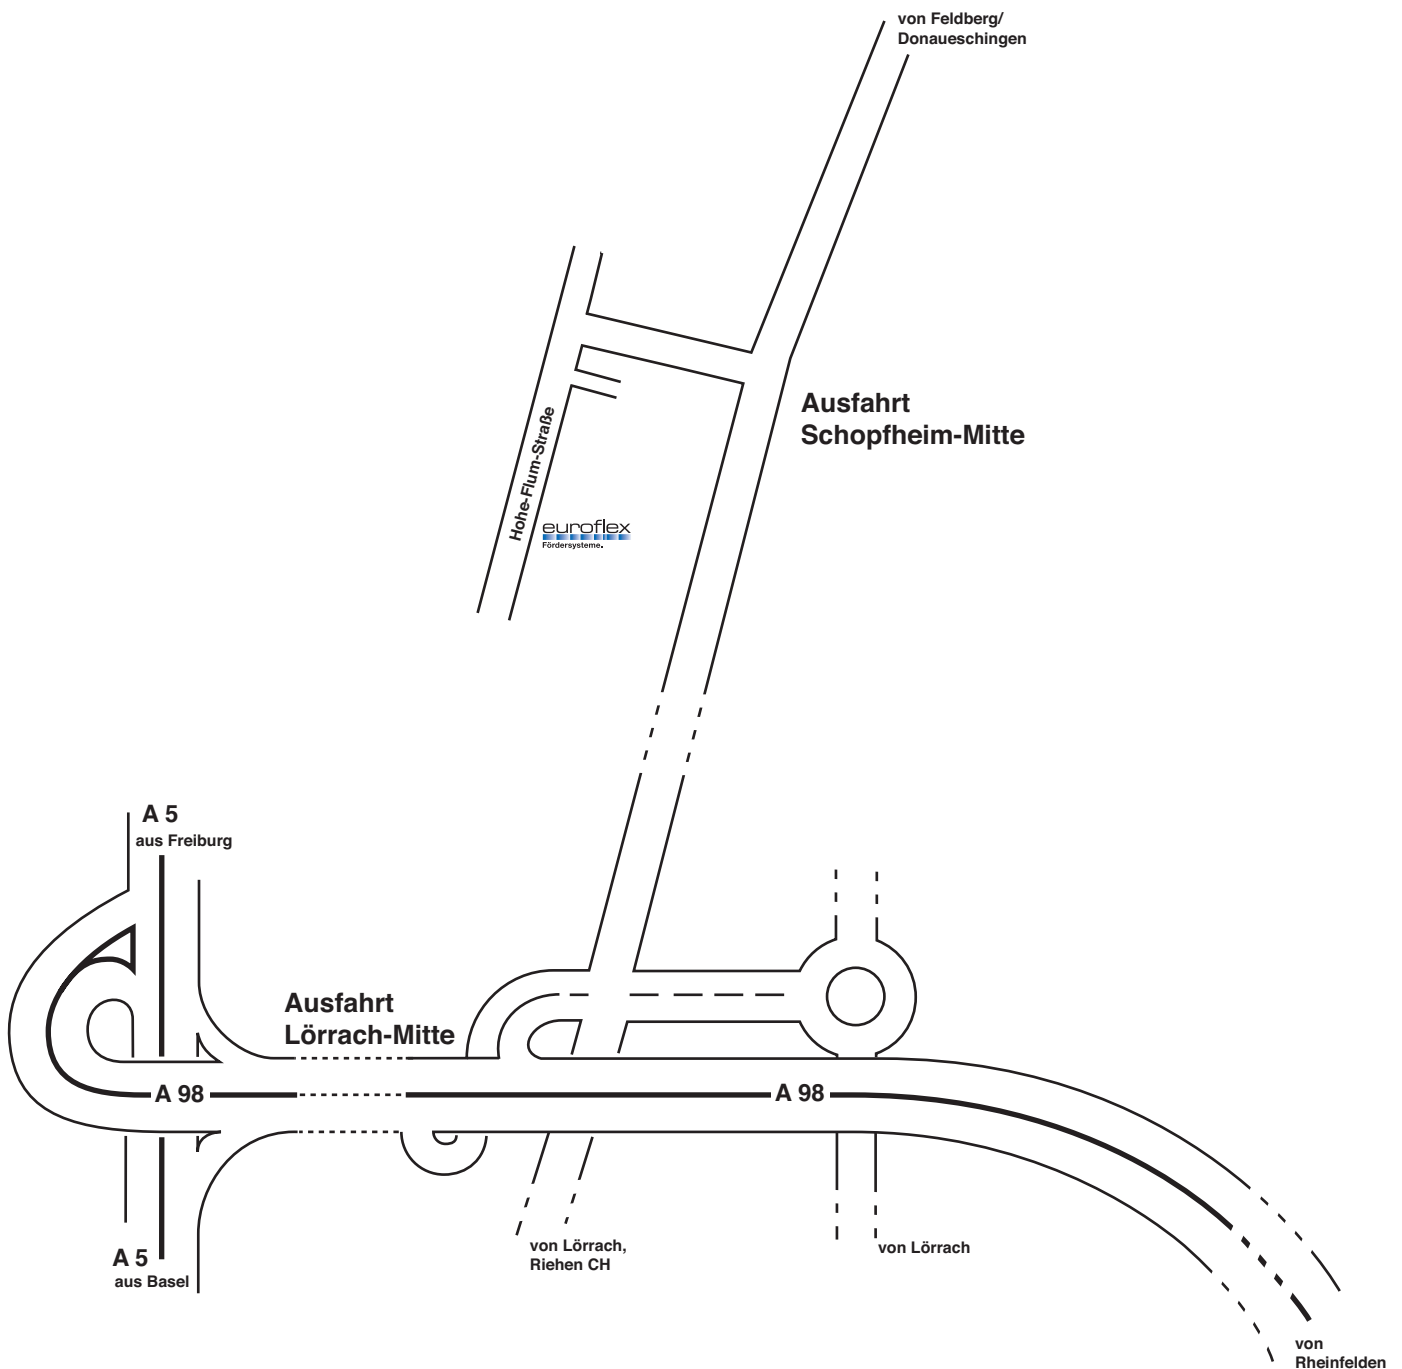 von Feldberg/
Donaueschingen
Ausfahrt
Schopfheim-Mitte
Hohe-Flum-Straße
euroflex
Fördersysteme.
A 5
aus Freiburg
Ausfahrt
Lörrach-Mitte
A 98
A 98
A 5
aus Basel
von Lörrach,
Riehen CH
von Lörrach
von
Rheinfelden